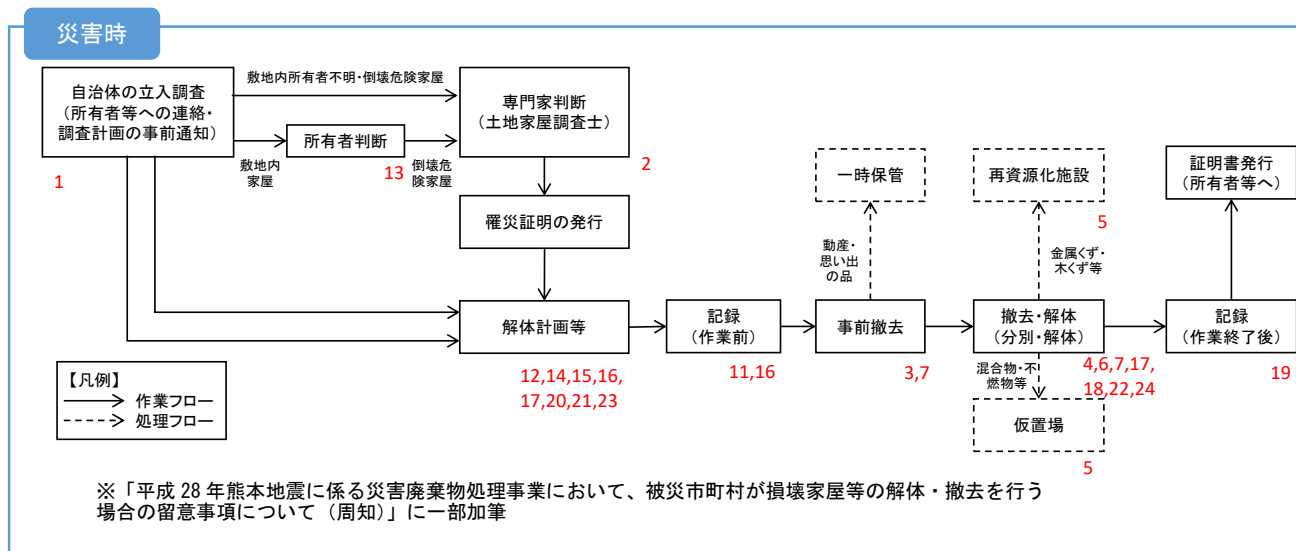 災害時
自治体の立入調査
(所有者等への連絡・
調査計画の事前通知)
1
敷地内所有者不明・倒壊危険家屋
敷地内
家屋
所有者判断
13
倒壊危
険家屋
専門家判断
(土地家屋調査士)
2
罹災証明の発行
解体計画等
12,14,15,16,
17,20,21,23
記録
(作業前)
11,16
一時保管
動産・
思い出
の品
事前撤去
3,7
再資源化施設
5
金属くず・
木くず等
撤去・解体
(分別・解体)
4,6,7,17,
18,22,24
混合物・不
燃物等
仮置場
5
証明書発行
(所有者等へ)
記録
(作業終了後)
19
【凡例】
作業フロー
処理フロー
※「平成 28 年熊本地震に係る災害廃棄物処理事業において、被災市町村が損壊家屋等の解体・撤去を行う
場合の留意事項について(周知)」に一部加筆